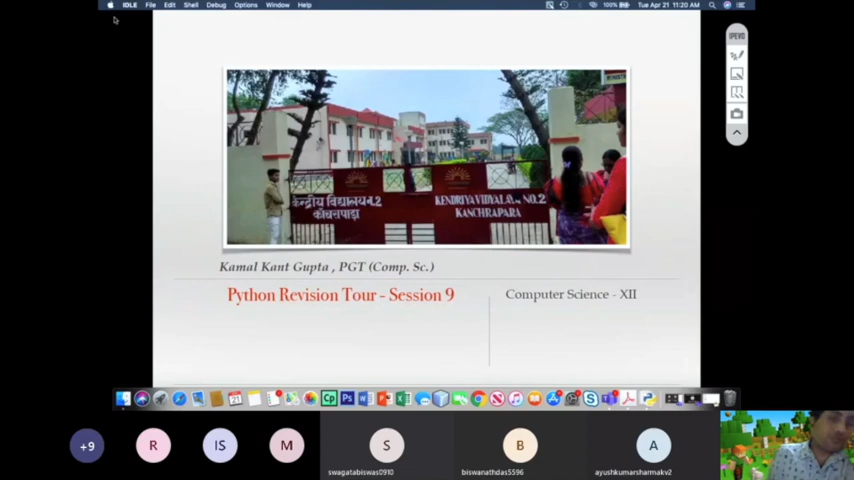 IDLE File Edit Shell Debug Options Window Help 100% Tue Apr 21 11:20 AM
IPEVO
केन्द्रीय विद्यालय नं.2
काँचरापाड़ा
KENDRIYA VIDYALAYA NO.2
KANCHRAPARA
Kamal Kant Gupta , PGT (Comp. Sc.)
Python Revision Tour - Session 9
Computer Science - XII
+9
R
IS
M
S
B
A
swagatabiswas0910
biswanathdas5596
ayushkumarsharmakv2